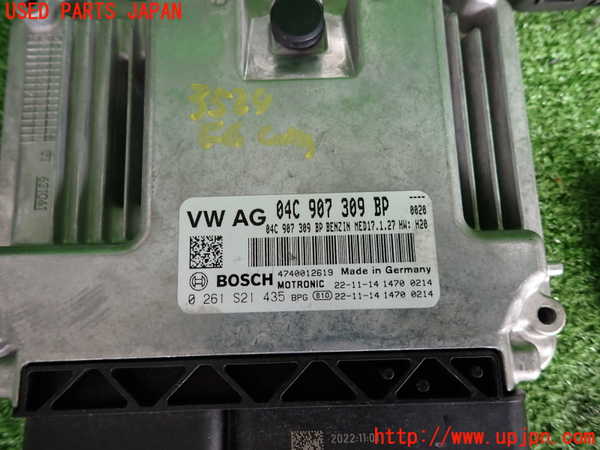 USED PARTS JAPAN
3539
VW AG 04C 907 309 BP ----
0020
04C 907 309 BP BENZIN MED17.1.27 HW: H20
BOSCH 4740012619 Made in Germany
MOTRONIC 22-11-14 1470 0214
0 261 S21 435 BPG 810 22-11-14 1470 0214
http://www.upjpn.com/